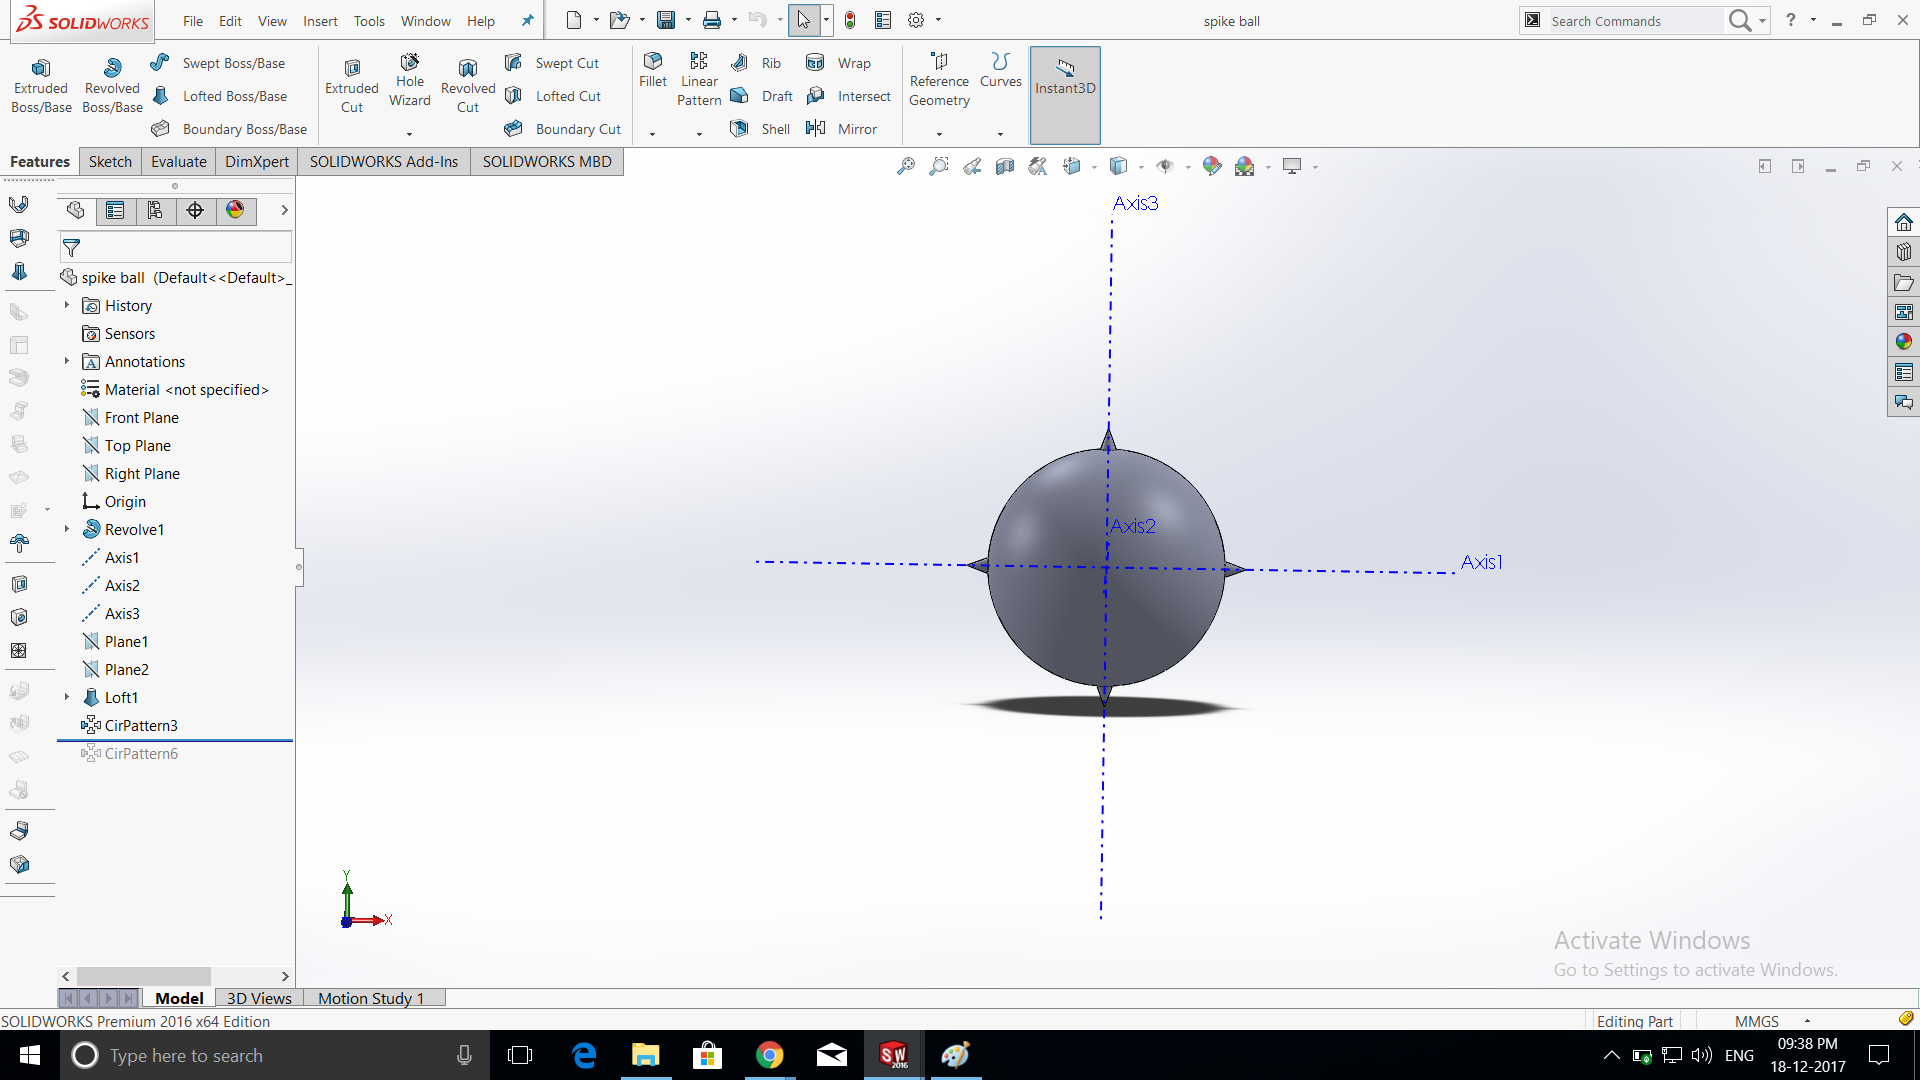 SOLIDWORKS File Edit View Insert Tools Window Help spike ball Search Commands ?
Extruded Boss/Base
Revolved Boss/Base
Swept Boss/Base
Lofted Boss/Base
Boundary Boss/Base
Extruded Cut
Hole Wizard
Revolved Cut
Swept Cut
Lofted Cut
Boundary Cut
Fillet
Linear Pattern
Rib
Draft
Shell
Wrap
Intersect
Mirror
Reference Geometry
Curves
Instant3D
Features Sketch Evaluate DimXpert SOLIDWORKS Add-Ins SOLIDWORKS MBD
spike ball (Default<<Default>_
History
Sensors
Annotations
Material <not specified>
Front Plane
Top Plane
Right Plane
Origin
Revolve1
Axis1
Axis2
Axis3
Plane1
Plane2
Loft1
CirPattern3
CirPattern6
Axis3
Axis2
Axis1
Y
X
Activate Windows
Go to Settings to activate Windows.
Model 3D Views Motion Study 1
SOLIDWORKS Premium 2016 x64 Edition Editing Part MMGS
Type here to search
SW 2016
ENG
09:38 PM
18-12-2017